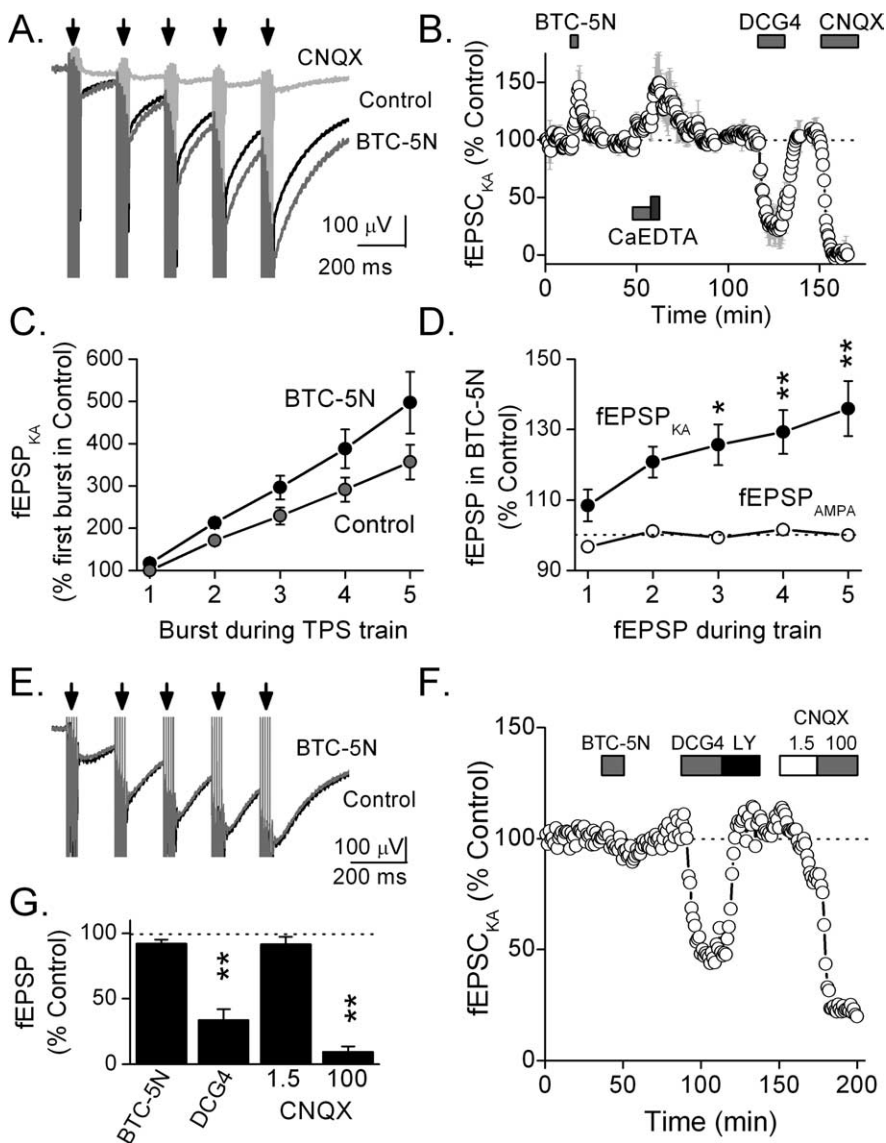 A.
CNQX
Control
BTC-5N
100 µV
200 ms
B.
BTC-5N
DCG4
CNQX
fEPSC_KA (% Control)
150
100
50
0
CaEDTA
0
50
100
150
Time (min)
C.
fEPSP_KA
(% first burst in Control)
600
500
400
300
200
100
BTC-5N
Control
1
2
3
4
5
Burst during TPS train
D.
fEPSP in BTC-5N
(% Control)
150
130
110
90
fEPSP_KA
*
**
**
fEPSP_AMPA
1
2
3
4
5
fEPSP during train
E.
BTC-5N
Control
100 µV
200 ms
F.
CNQX
BTC-5N
DCG4
LY
1.5
100
fEPSC_KA (% Control)
150
100
50
0
0
50
100
150
200
Time (min)
G.
fEPSP
(% Control)
100
50
0
**
**
BTC-5N
DCG4
1.5
100
CNQX